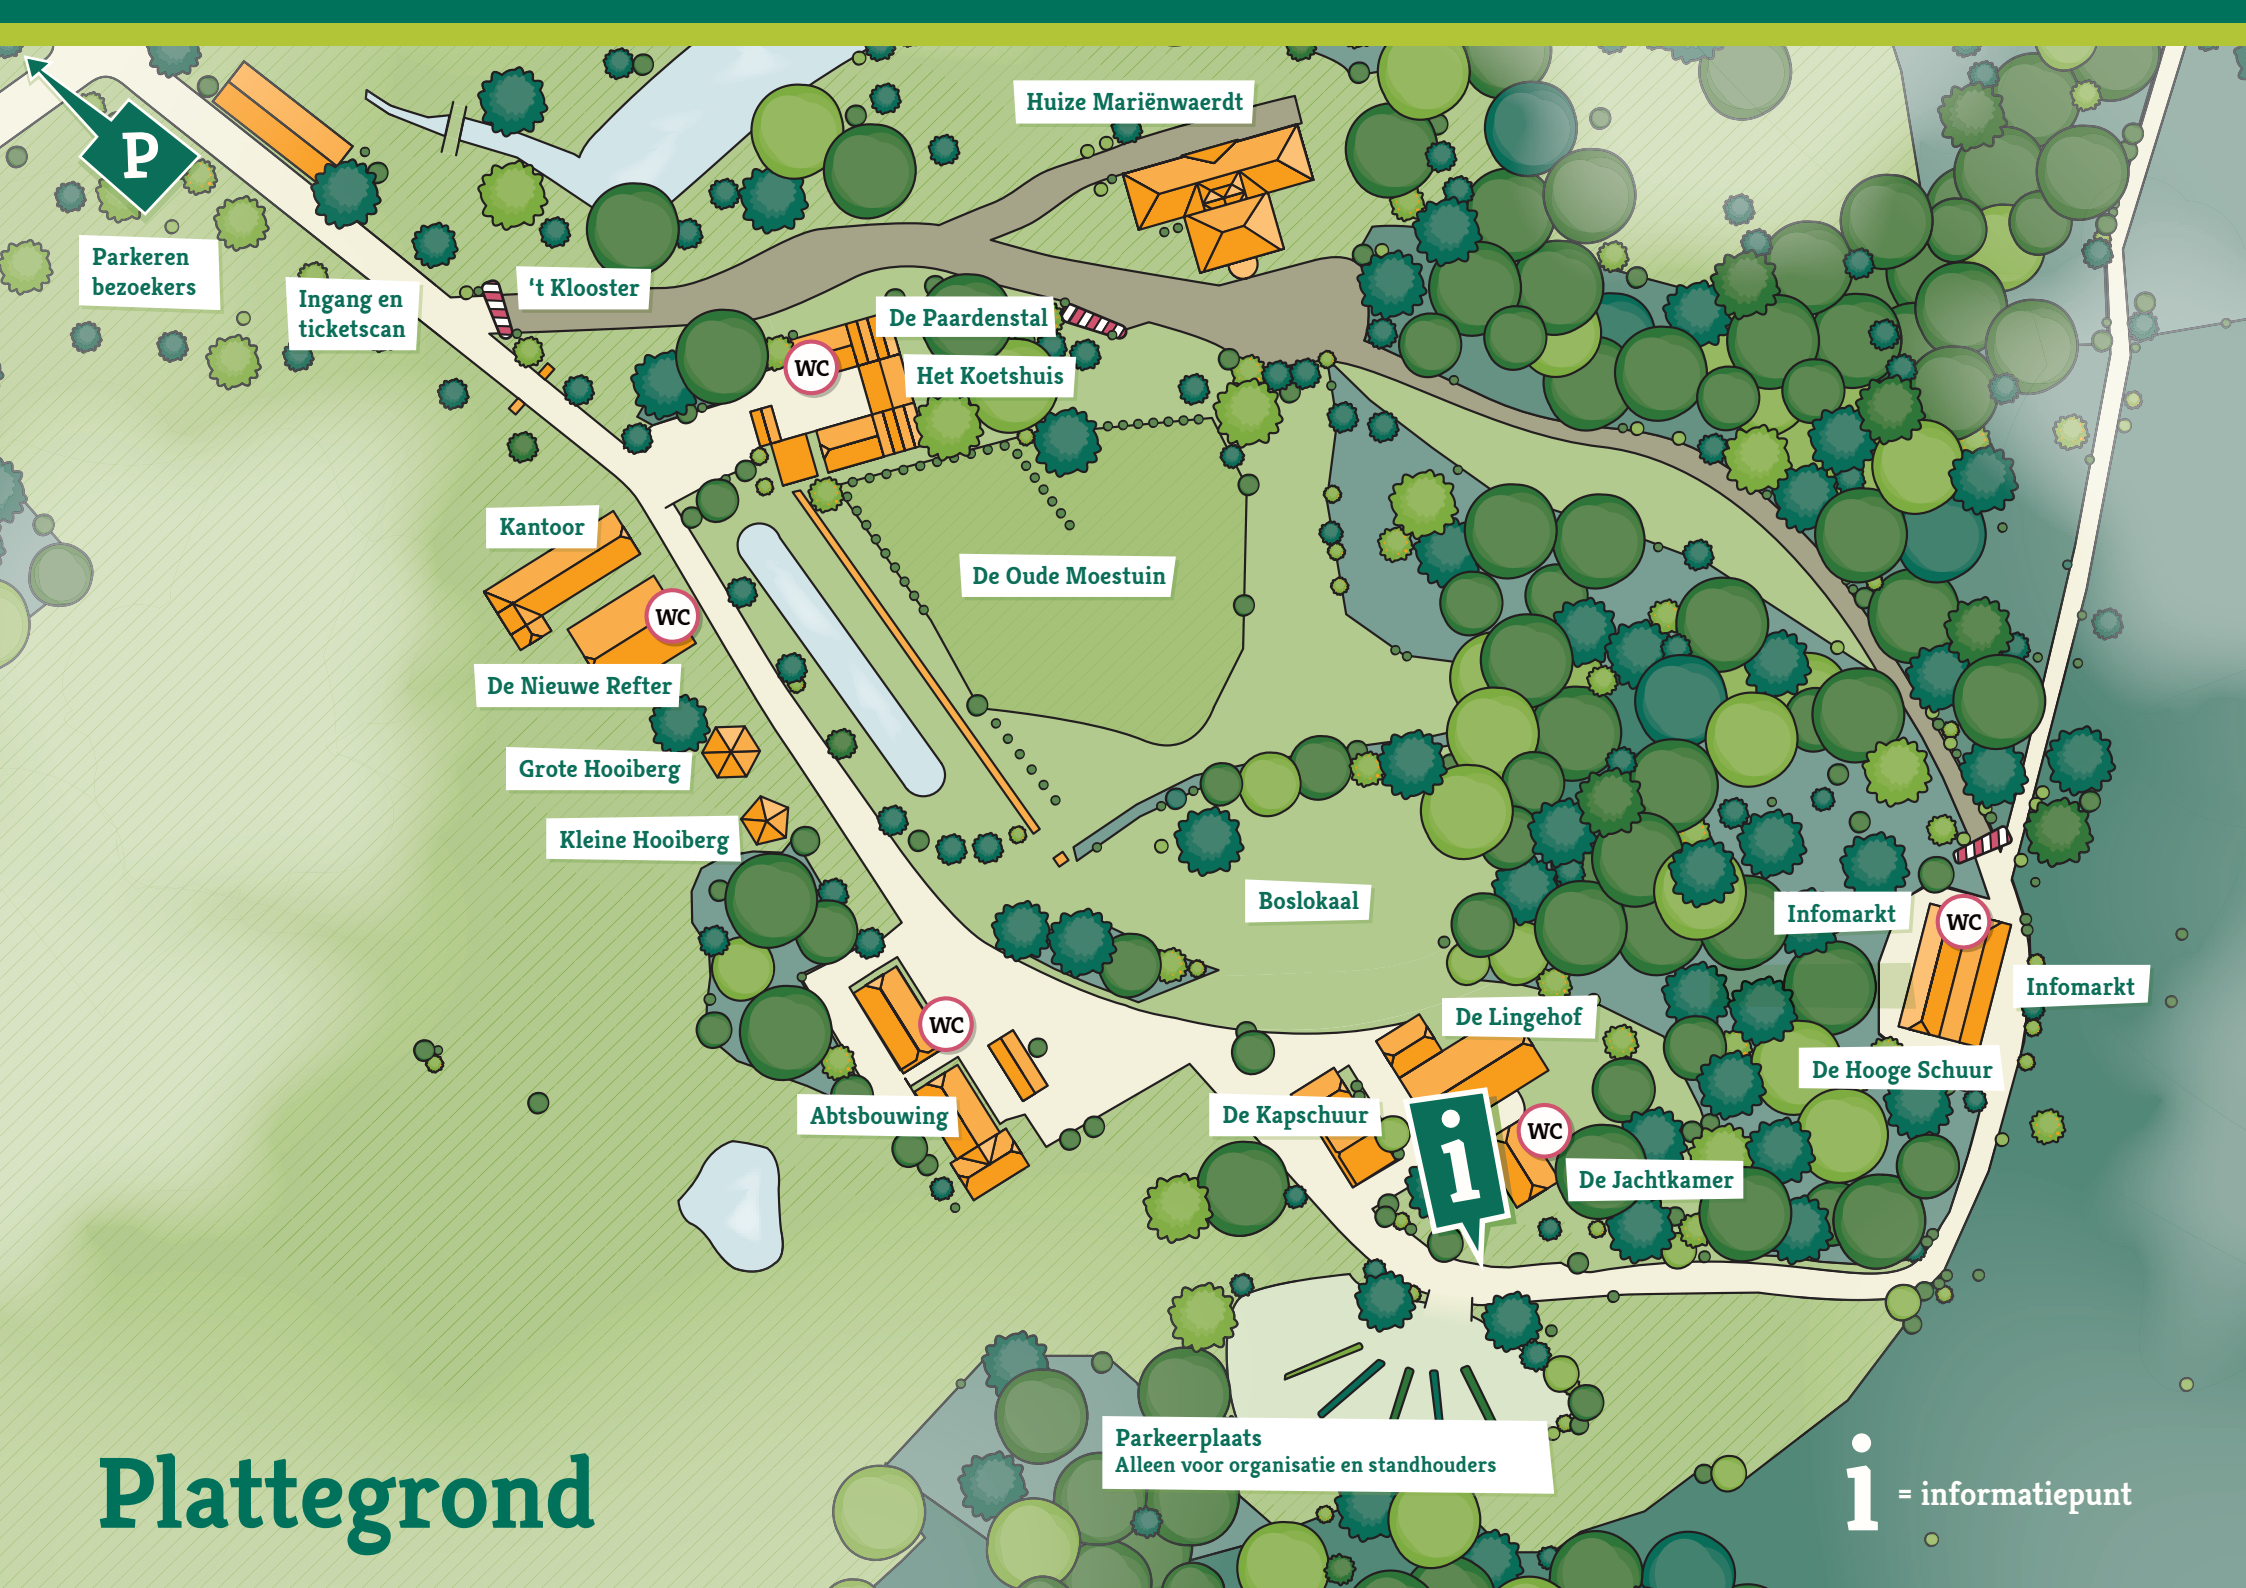 P
Parkeren
bezoekers
Ingang en
ticketscan
't Klooster
Huize Mariënwaerdt
De Paardenstal
WC
Het Koetshuis
Kantoor
De Oude Moestuin
WC
De Nieuwe Refter
Grote Hooiberg
Kleine Hooiberg
Boslokaal
Infomarkt
WC
Infomarkt
WC
De Lingehof
De Hooge Schuur
Abtsbouwing
De Kapschuur
i
WC
De Jachtkamer
Parkeerplaats
Alleen voor organisatie en standhouders
Plattegrond
i = informatiepunt